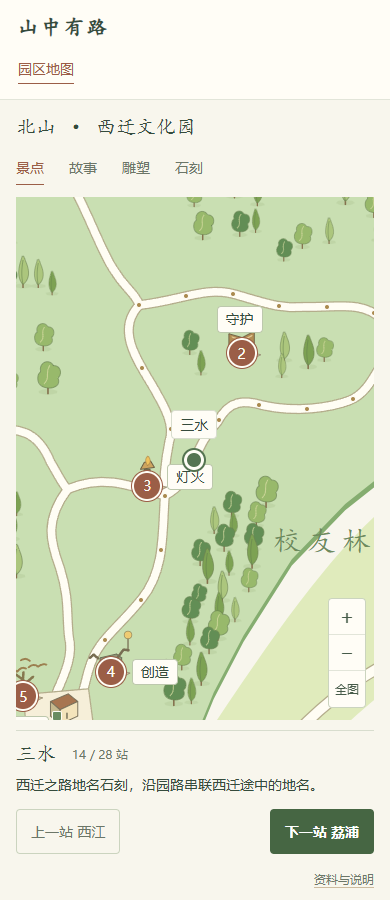 山中有路
园区地图
北山 • 西迁文化园
景点 故事 雕塑 石刻
守护
2
三水
灯火
3
校友林
4 创造
5
+
−
全图
三水 14 / 28 站
西迁之路地名石刻，沿园路串联西迁途中的地名。
上一站 西江 下一站 荔浦
资料与说明